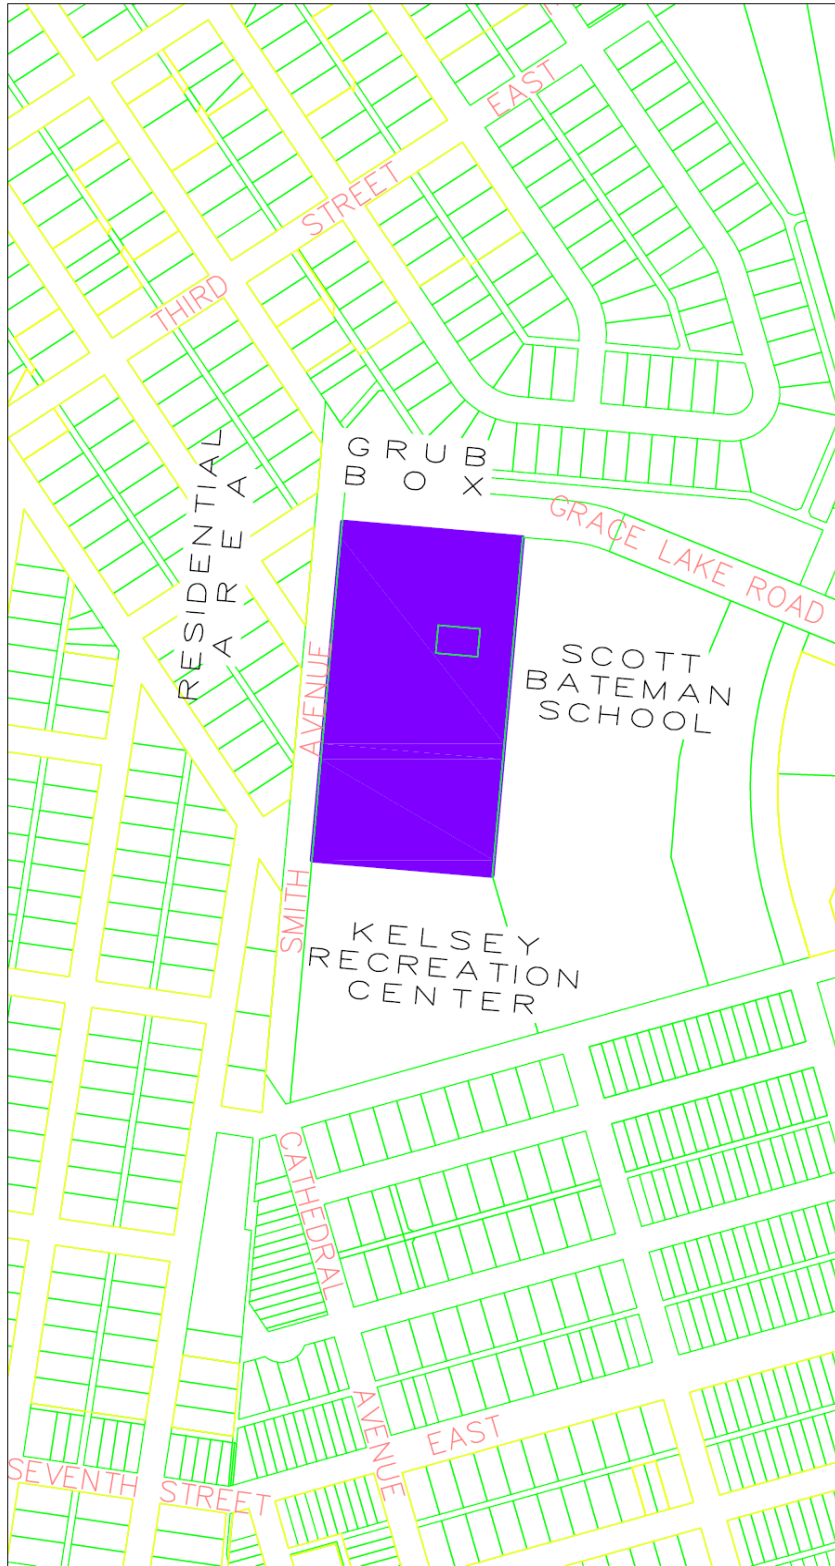 EAST
STREET
THIRD
GRUB
BOX
RESIDENTIAL
AREA
GRACE LAKE ROAD
SCOTT
BATEMAN
SCHOOL
AVENUE
SMITH
KELSEY
RECREATION
CENTER
CATHEDRAL
AVENUE
EAST
SEVENTH STREET